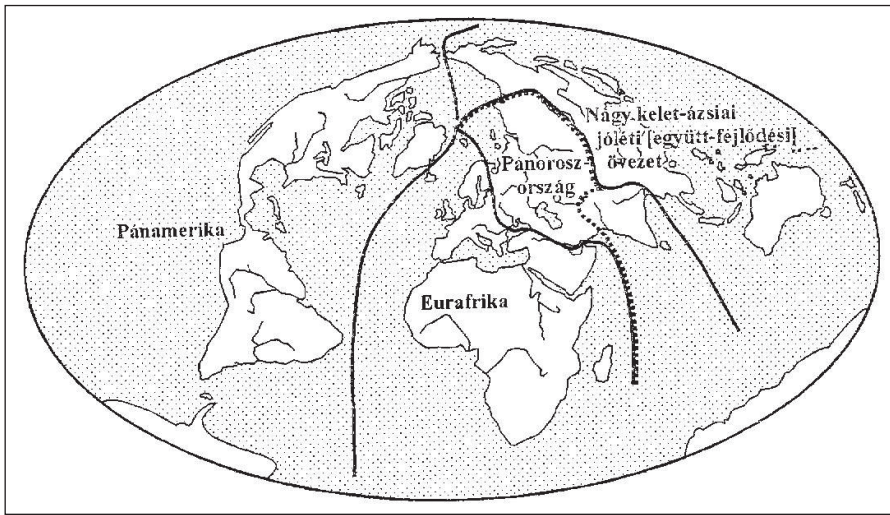 Nagy kelet-ázsiai
jóléti [együtt-fejlődési]
övezet
Pánorosz-
ország
Pánamerika
Eurafrika